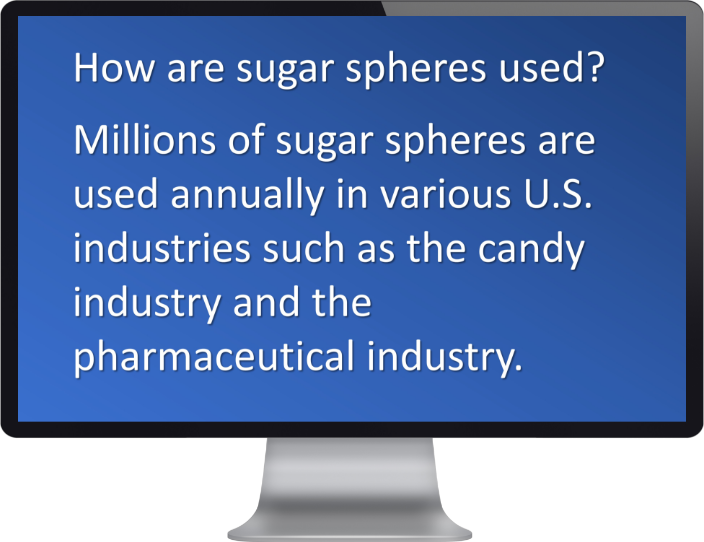 How are sugar spheres used?
Millions of sugar spheres are
used annually in various U.S.
industries such as the candy
industry and the
pharmaceutical industry.